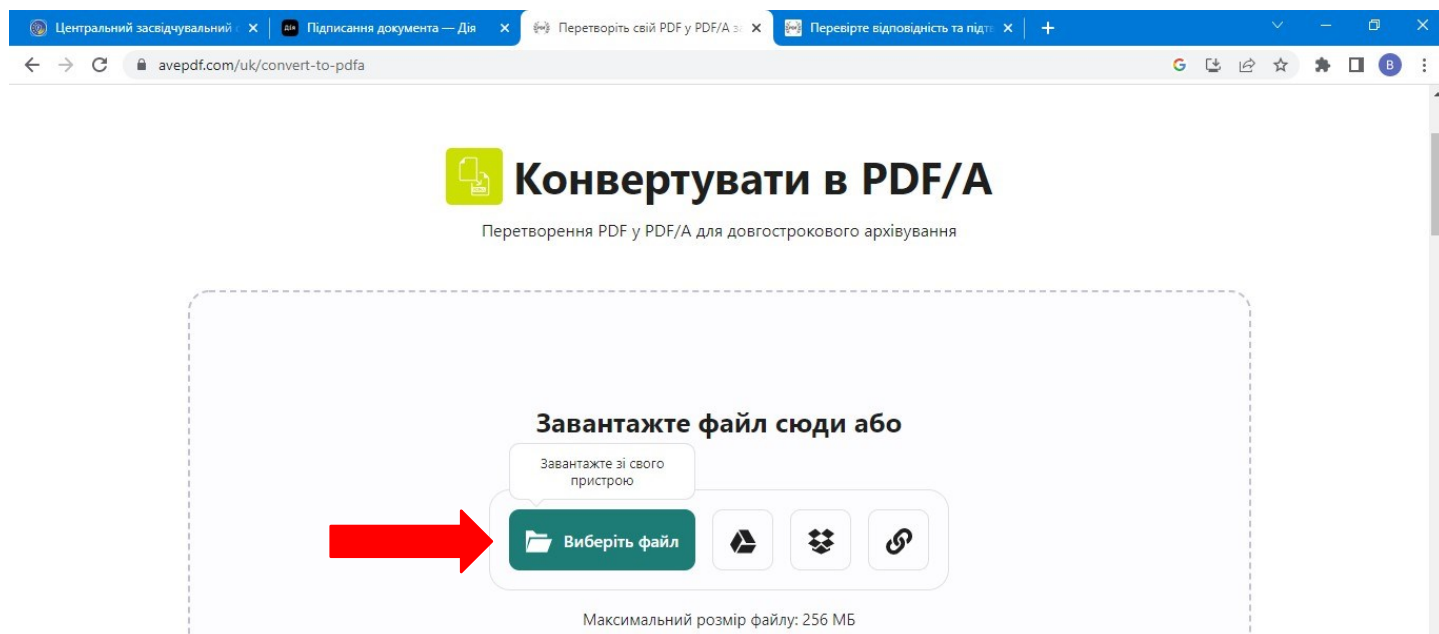 Центральний засвідчувальний
Підписання документа — Дія
Перетворіть свій PDF у PDF/A
Перевірте відповідність та
avepdf.com/uk/convert-to-pdfa
G
B
Конвертувати в PDF/A
Перетворення PDF у PDF/A для довгострокового архівування
Завантажте файл сюди або
Завантажте зі свого
пристрою
Виберіть файл
Максимальний розмір файлу: 256 МБ